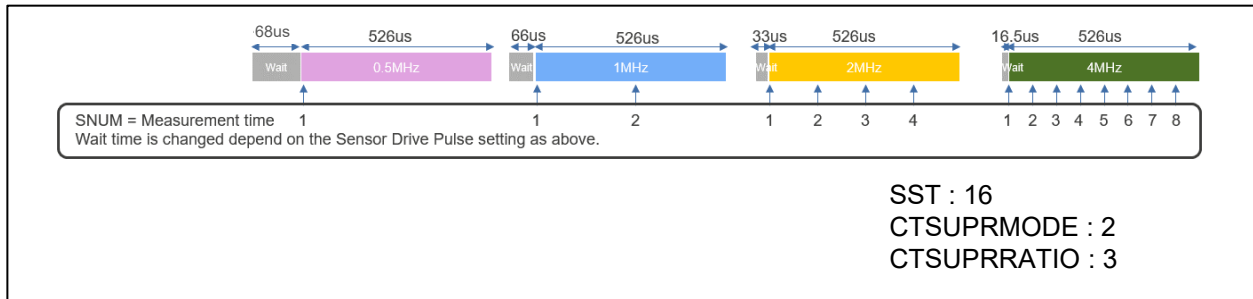 68us 526us 66us 526us 33us 526us 16.5us 526us
Wait 0.5MHz Wait 1MHz Wait 2MHz Wait 4MHz
SNUM = Measurement time 1 1 2 1 2 3 4 1 2 3 4 5 6 7 8
Wait time is changed depend on the Sensor Drive Pulse setting as above.
SST : 16
CTSUPRMODE : 2
CTSUPRRATIO : 3